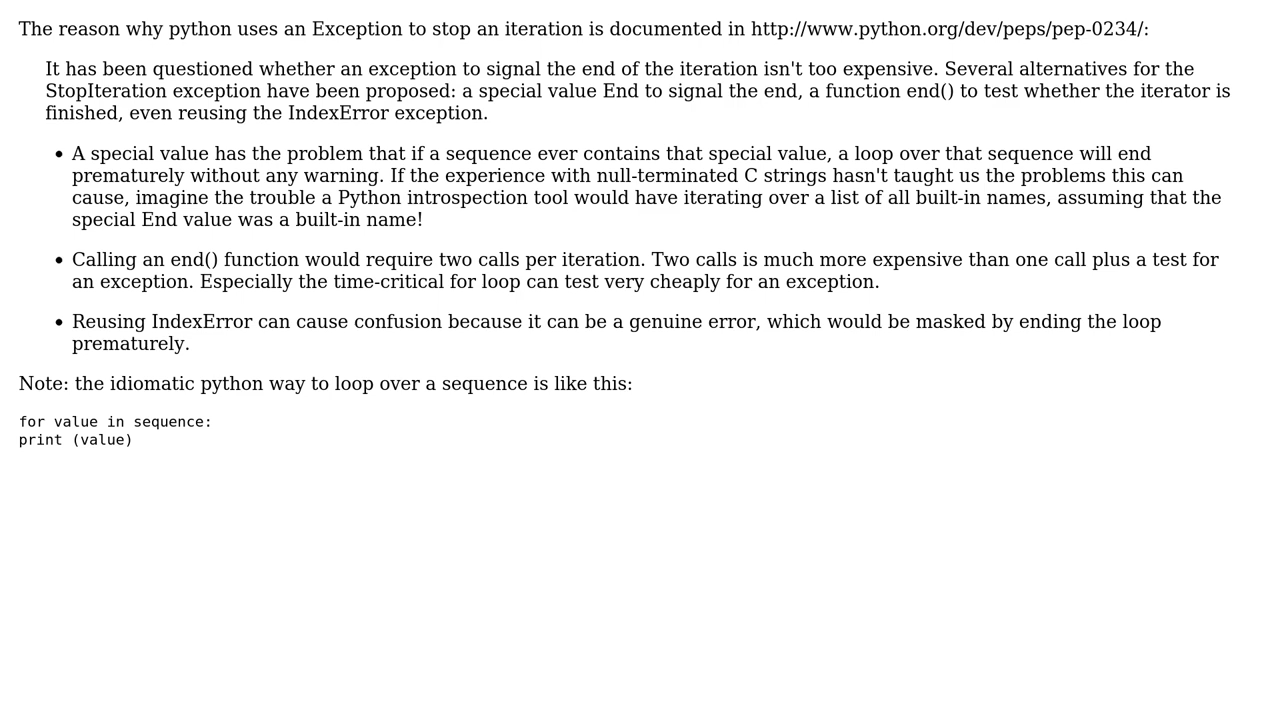 The reason why python uses an Exception to stop an iteration is documented in http://www.python.org/dev/peps/pep-0234/:
It has been questioned whether an exception to signal the end of the iteration isn't too expensive. Several alternatives for the
StopIteration exception have been proposed: a special value End to signal the end, a function end() to test whether the iterator is
finished, even reusing the IndexError exception.
• A special value has the problem that if a sequence ever contains that special value, a loop over that sequence will end
prematurely without any warning. If the experience with null-terminated C strings hasn't taught us the problems this can
cause, imagine the trouble a Python introspection tool would have iterating over a list of all built-in names, assuming that the
special End value was a built-in name!
• Calling an end() function would require two calls per iteration. Two calls is much more expensive than one call plus a test for
an exception. Especially the time-critical for loop can test very cheaply for an exception.
• Reusing IndexError can cause confusion because it can be a genuine error, which would be masked by ending the loop
prematurely.
Note: the idiomatic python way to loop over a sequence is like this:
for value in sequence:
print (value)